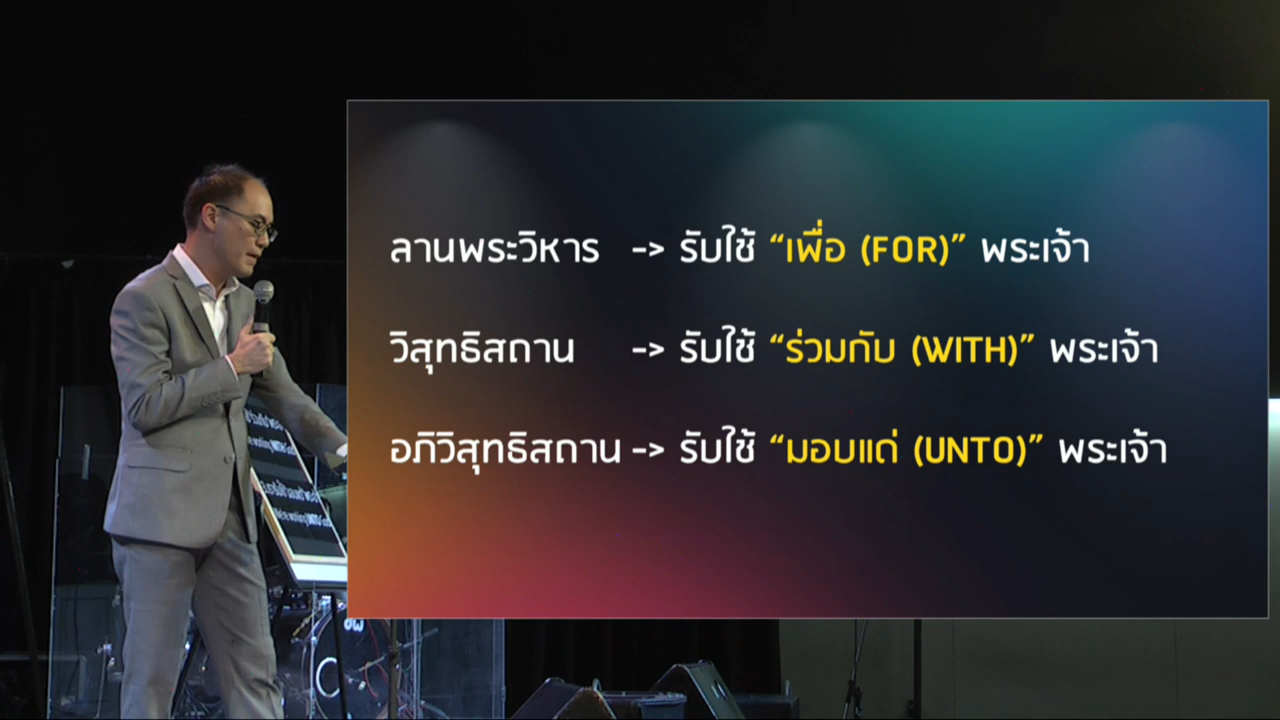 ลานพระวิหาร -> รับใช้ “เพื่อ (FOR)” พระเจ้า
วิสุทธิสถาน -> รับใช้ “ร่วมกับ (WITH)” พระเจ้า
อภิวิสุทธิสถาน -> รับใช้ “มอบแด่ (UNTO)” พระเจ้า